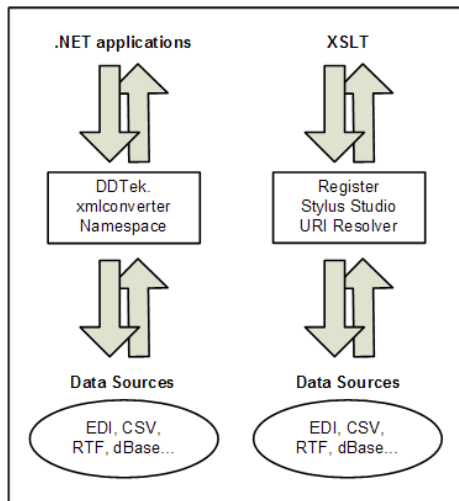 .NET applications
DDTek.
xmlconverter
Namespace
Data Sources
EDI, CSV,
RTF, dBase...
XSLT
Register
Stylus Studio
URI Resolver
Data Sources
EDI, CSV,
RTF, dBase...